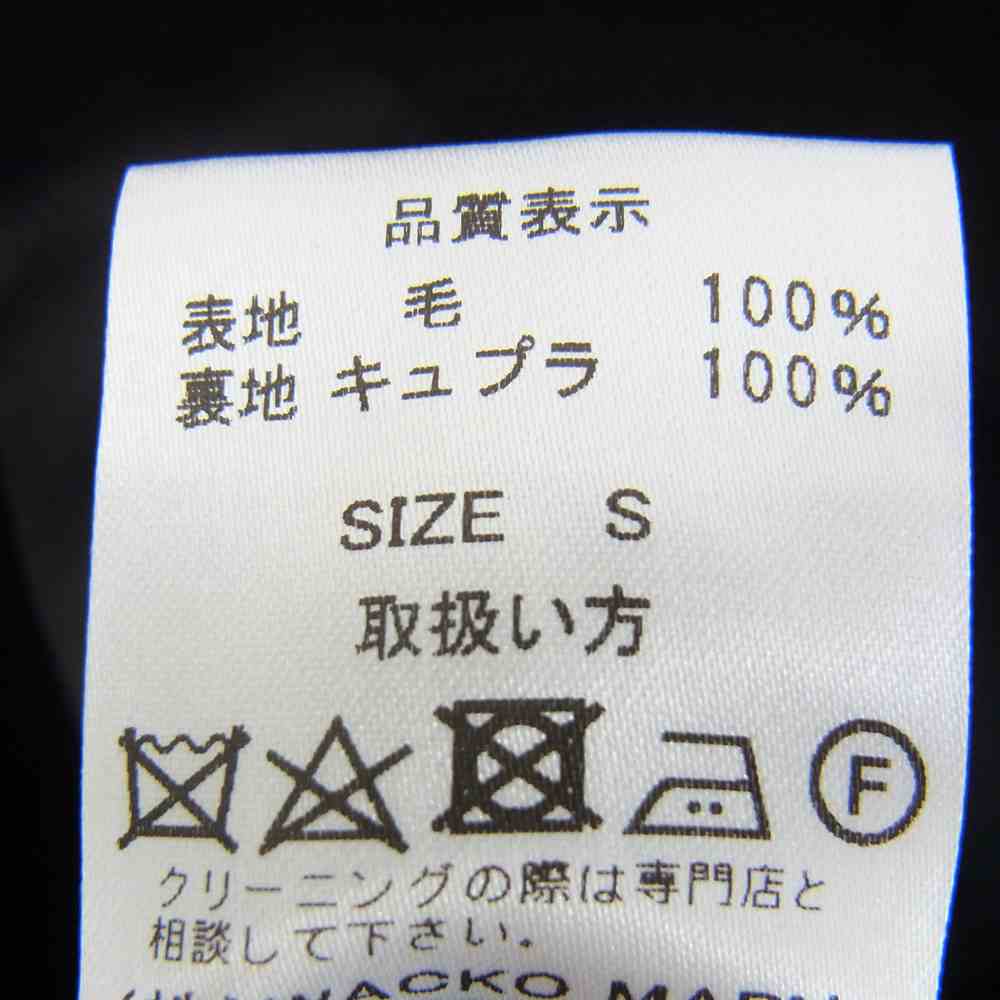 品質表示
表地 毛 100%
裏地 キュプラ 100%
SIZE S
取扱い方
F
クリーニングの際は専門店と
相談して下さい。